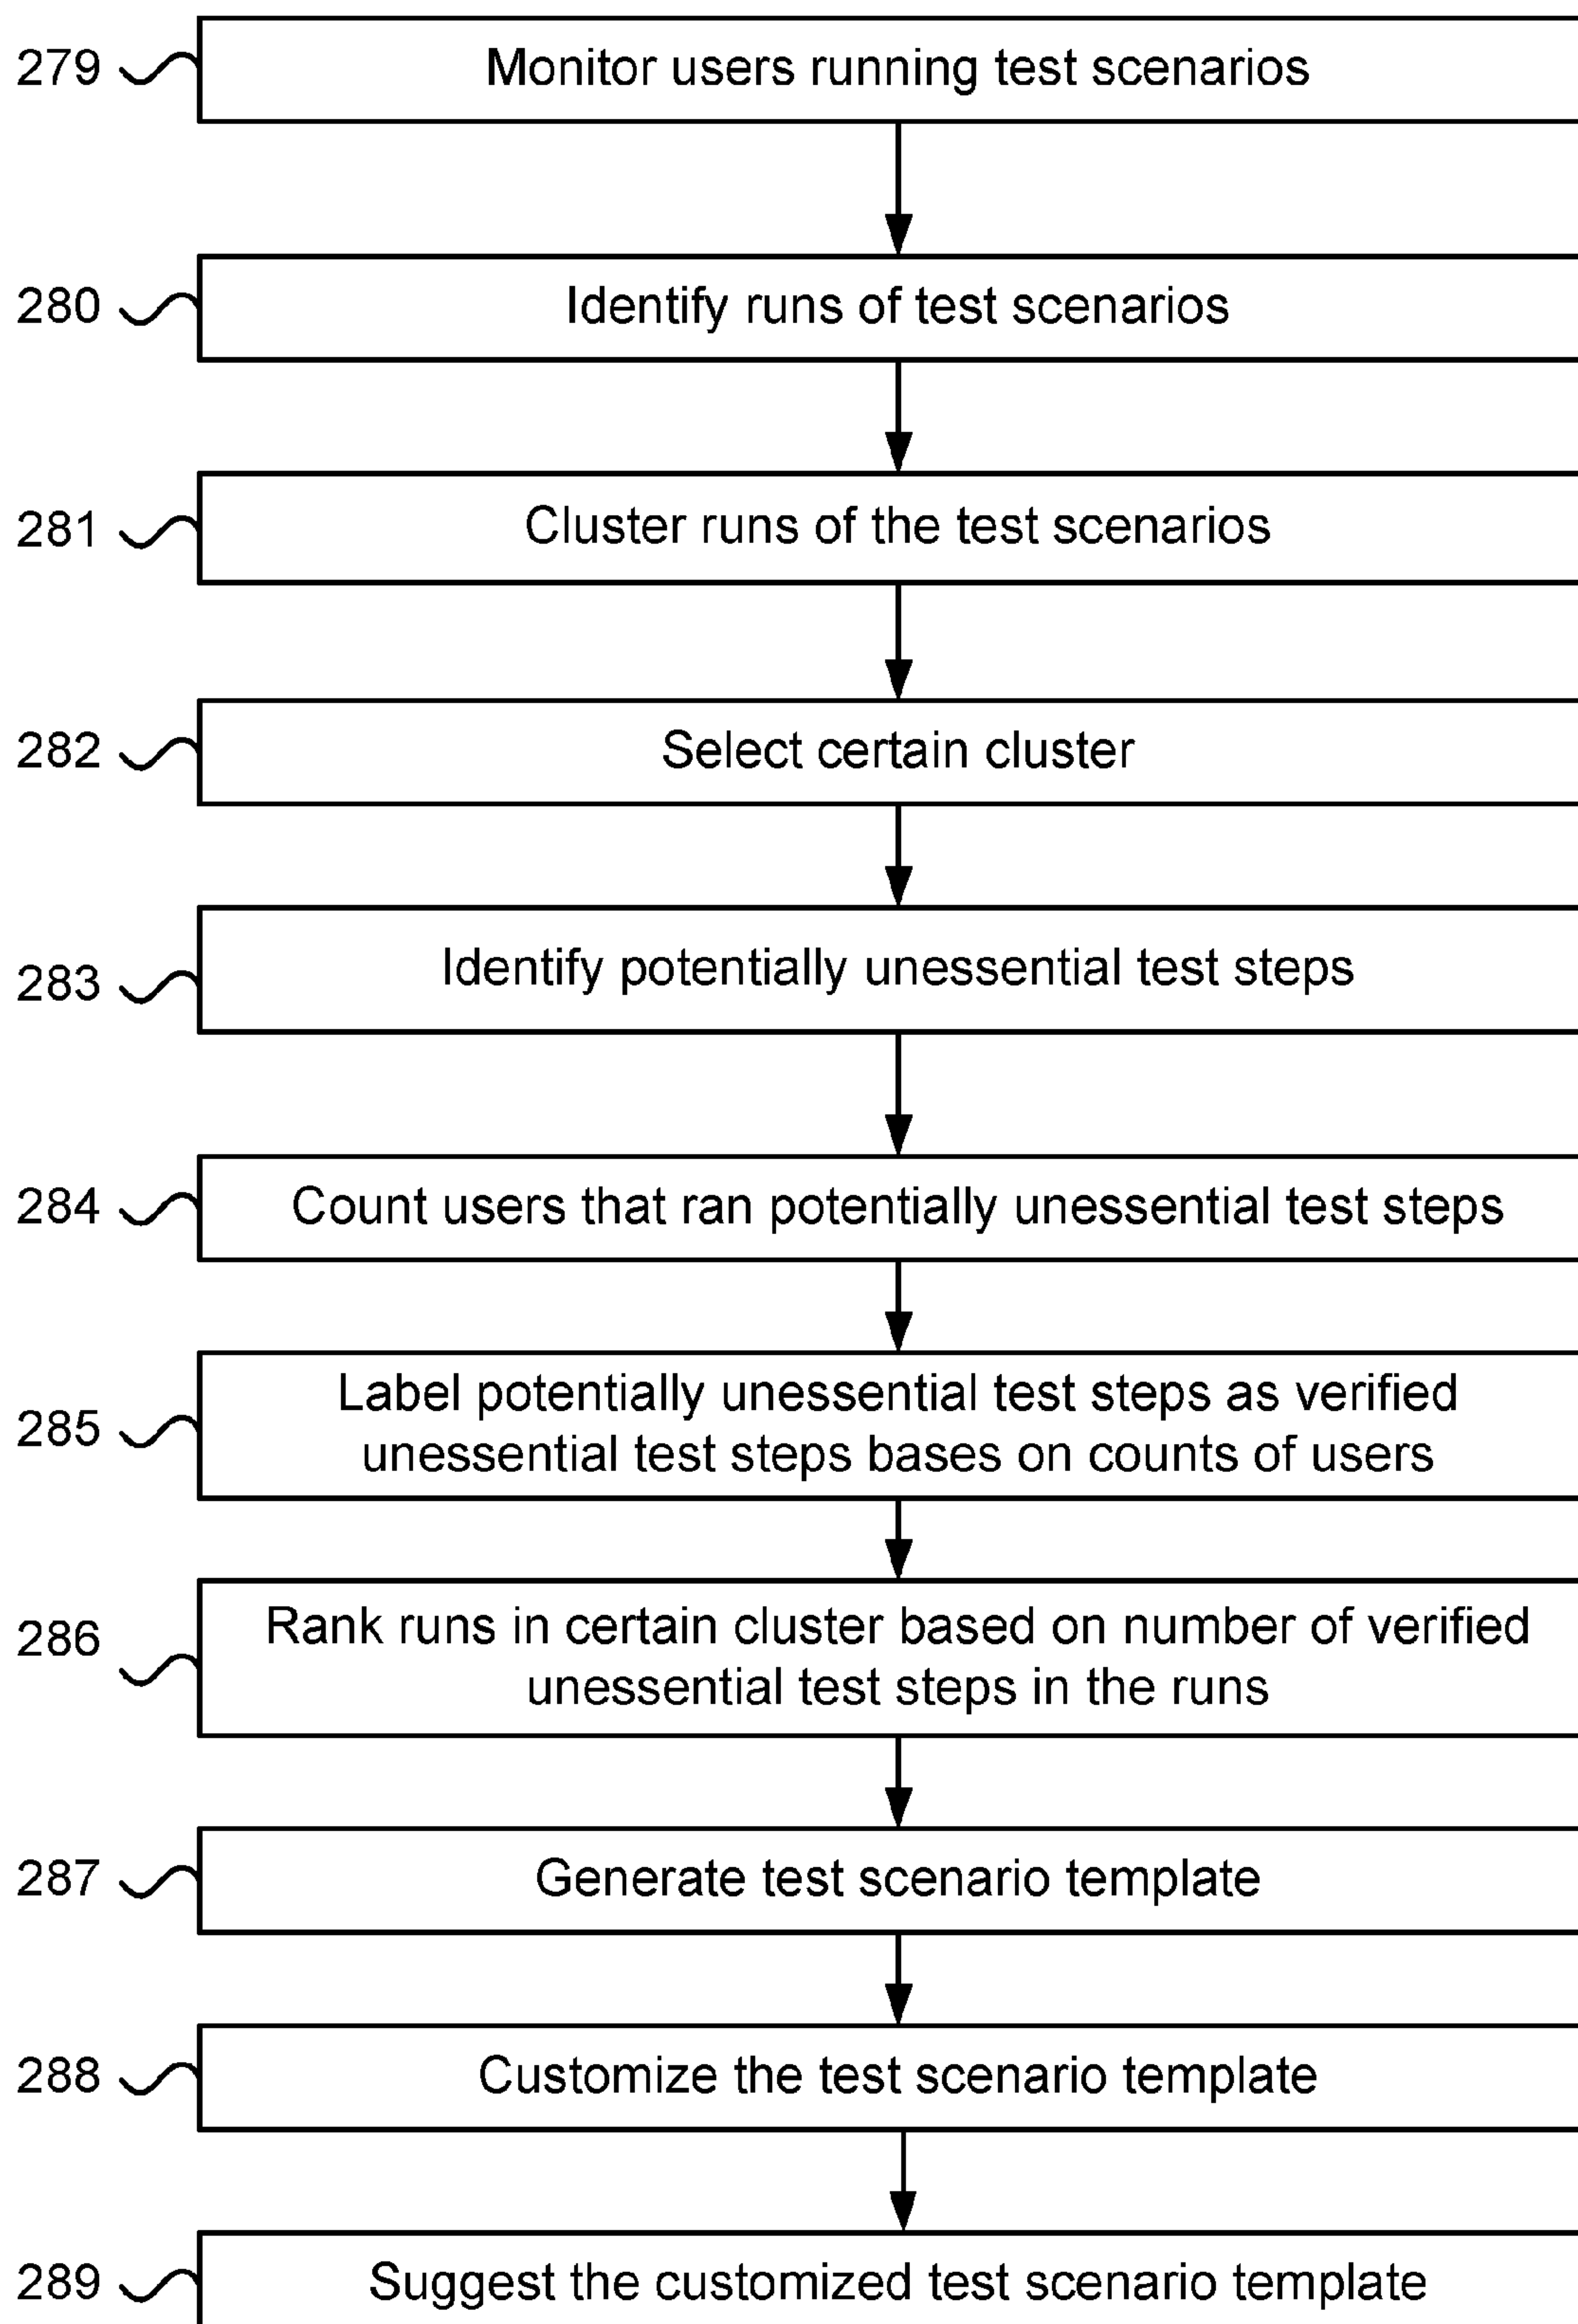 279 Monitor users running test scenarios
280 Identify runs of test scenarios
281 Cluster runs of the test scenarios
282 Select certain cluster
283 Identify potentially unessential test steps
284 Count users that ran potentially unessential test steps
285 Label potentially unessential test steps as verified
unessential test steps bases on counts of users
286 Rank runs in certain cluster based on number of verified
unessential test steps in the runs
287 Generate test scenario template
288 Customize the test scenario template
289 Suggest the customized test scenario template